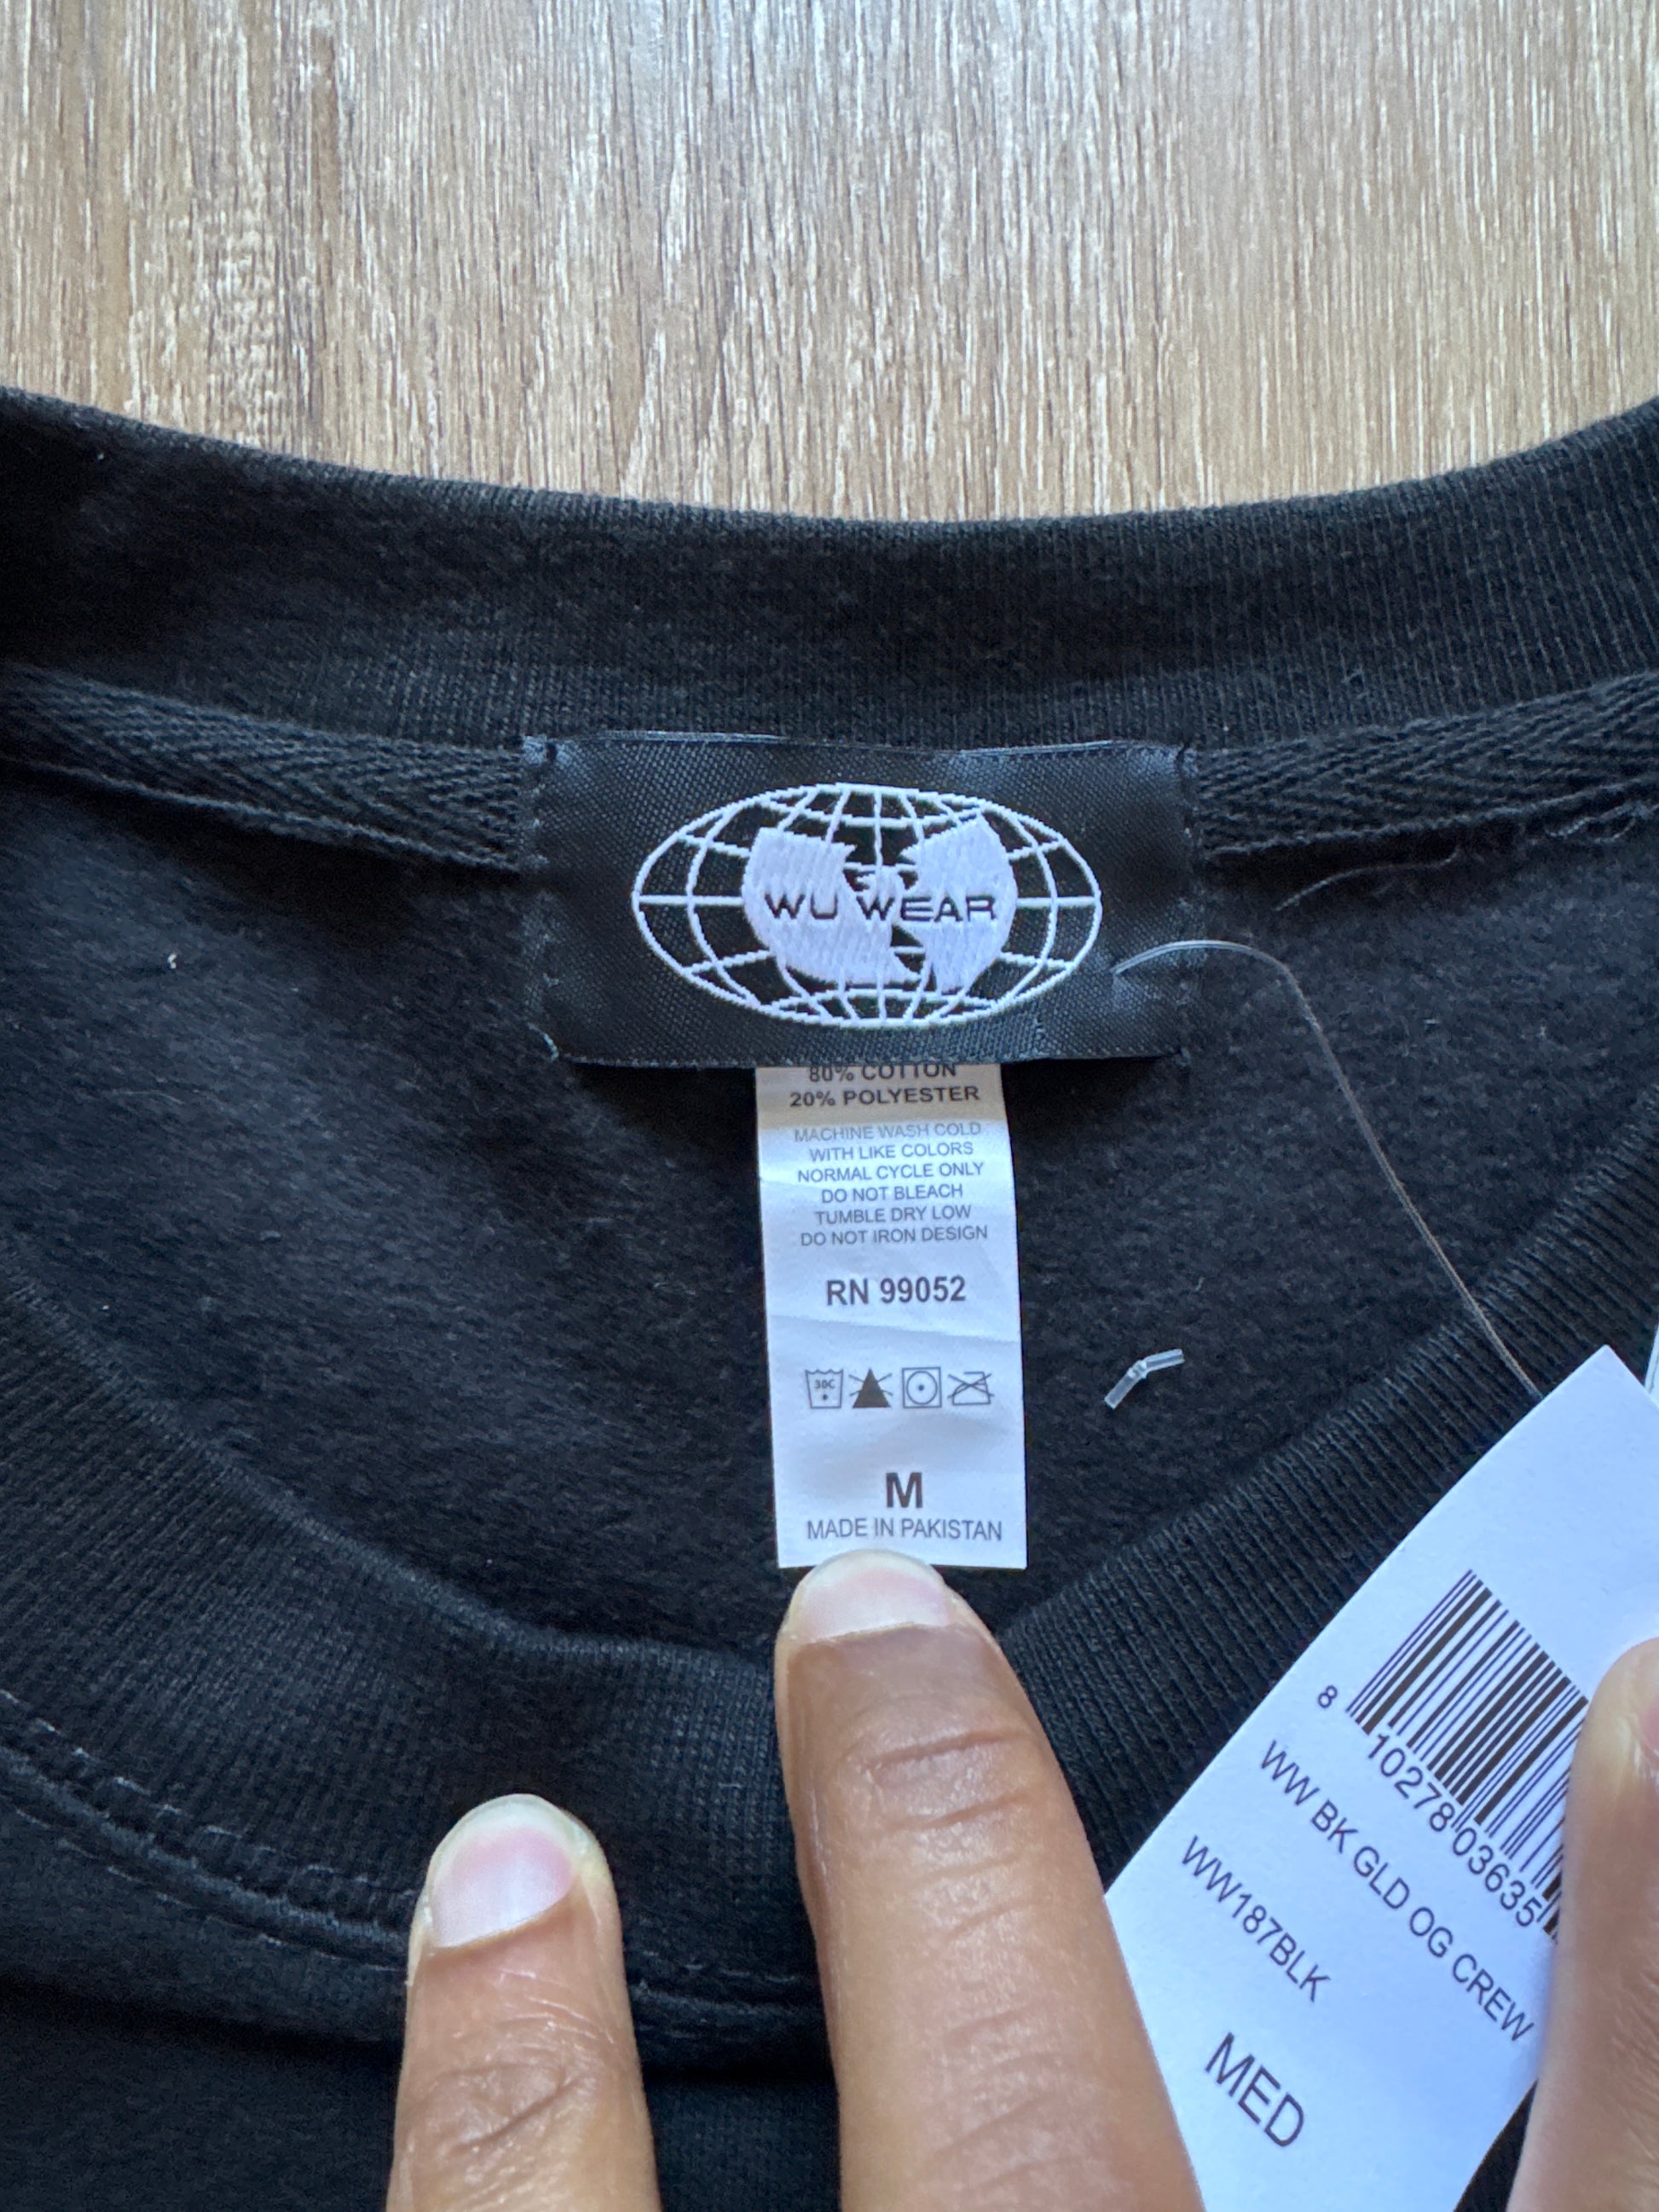 WU WEAR
80% COTTON
20% POLYESTER
MACHINE WASH COLD
WITH LIKE COLORS
NORMAL CYCLE ONLY
DO NOT BLEACH
TUMBLE DRY LOW
DO NOT IRON DESIGN
RN 99052
30C
M
MADE IN PAKISTAN
8 10278 03635
WW BK GLD OG CREW
WW187BLK
MED